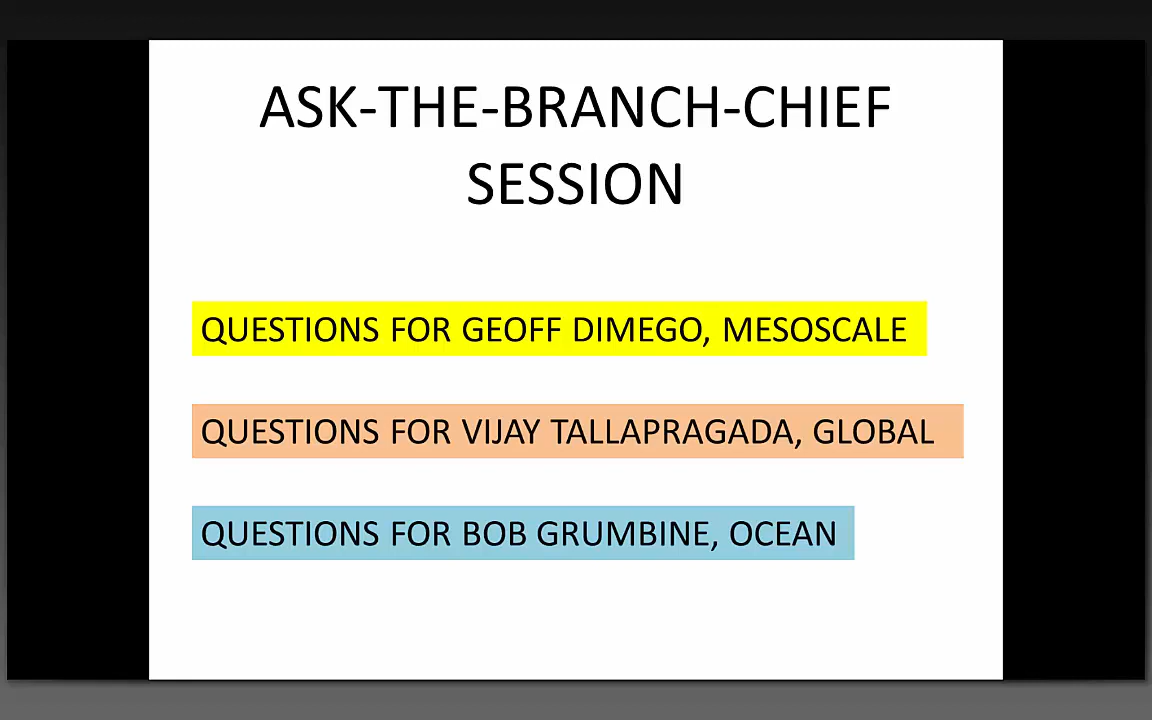 ASK-THE-BRANCH-CHIEF
SESSION
QUESTIONS FOR GEOFF DIMEGO, MESOSCALE
QUESTIONS FOR VIJAY TALLAPRAGADA, GLOBAL
QUESTIONS FOR BOB GRUMBINE, OCEAN